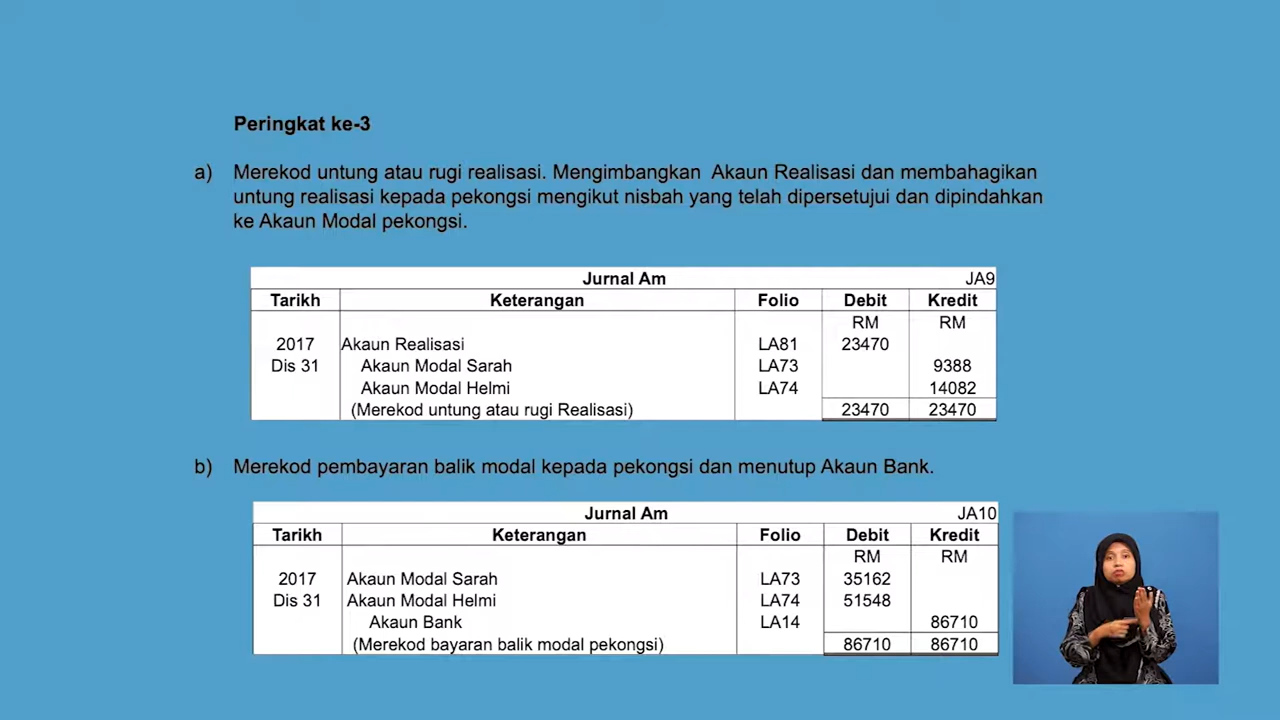 Peringkat ke-3
a) Merekod untung atau rugi realisasi. Mengimbangkan Akaun Realisasi dan membahagikan
untung realisasi kepada pekongsi mengikut nisbah yang telah dipersetujui dan dipindahkan
ke Akaun Modal pekongsi.
Jurnal Am JA9
Tarikh Keterangan Folio Debit Kredit
RM RM
2017 Akaun Realisasi LA81 23470
Dis 31 Akaun Modal Sarah LA73 9388
Akaun Modal Helmi LA74 14082
(Merekod untung atau rugi Realisasi) 23470 23470
b) Merekod pembayaran balik modal kepada pekongsi dan menutup Akaun Bank.
Jurnal Am JA10
Tarikh Keterangan Folio Debit Kredit
RM RM
2017 Akaun Modal Sarah LA73 35162
Dis 31 Akaun Modal Helmi LA74 51548
Akaun Bank LA14 86710
(Merekod bayaran balik modal pekongsi) 86710 86710